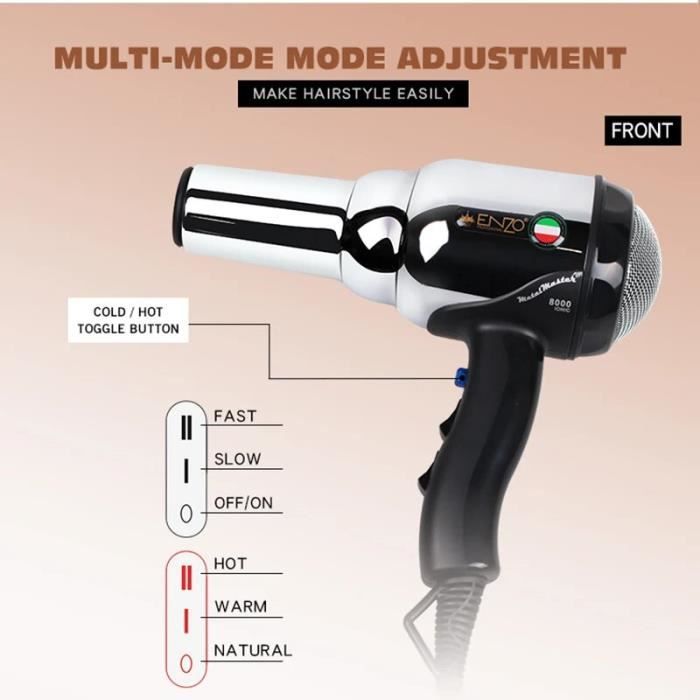 MULTI-MODE MODE ADJUSTMENT
MAKE HAIRSTYLE EASILY
FRONT
ENZO
MetalMaster
8000
IONIC
COLD / HOT
TOGGLE BUTTON
FAST
SLOW
OFF/ON
HOT
WARM
NATURAL